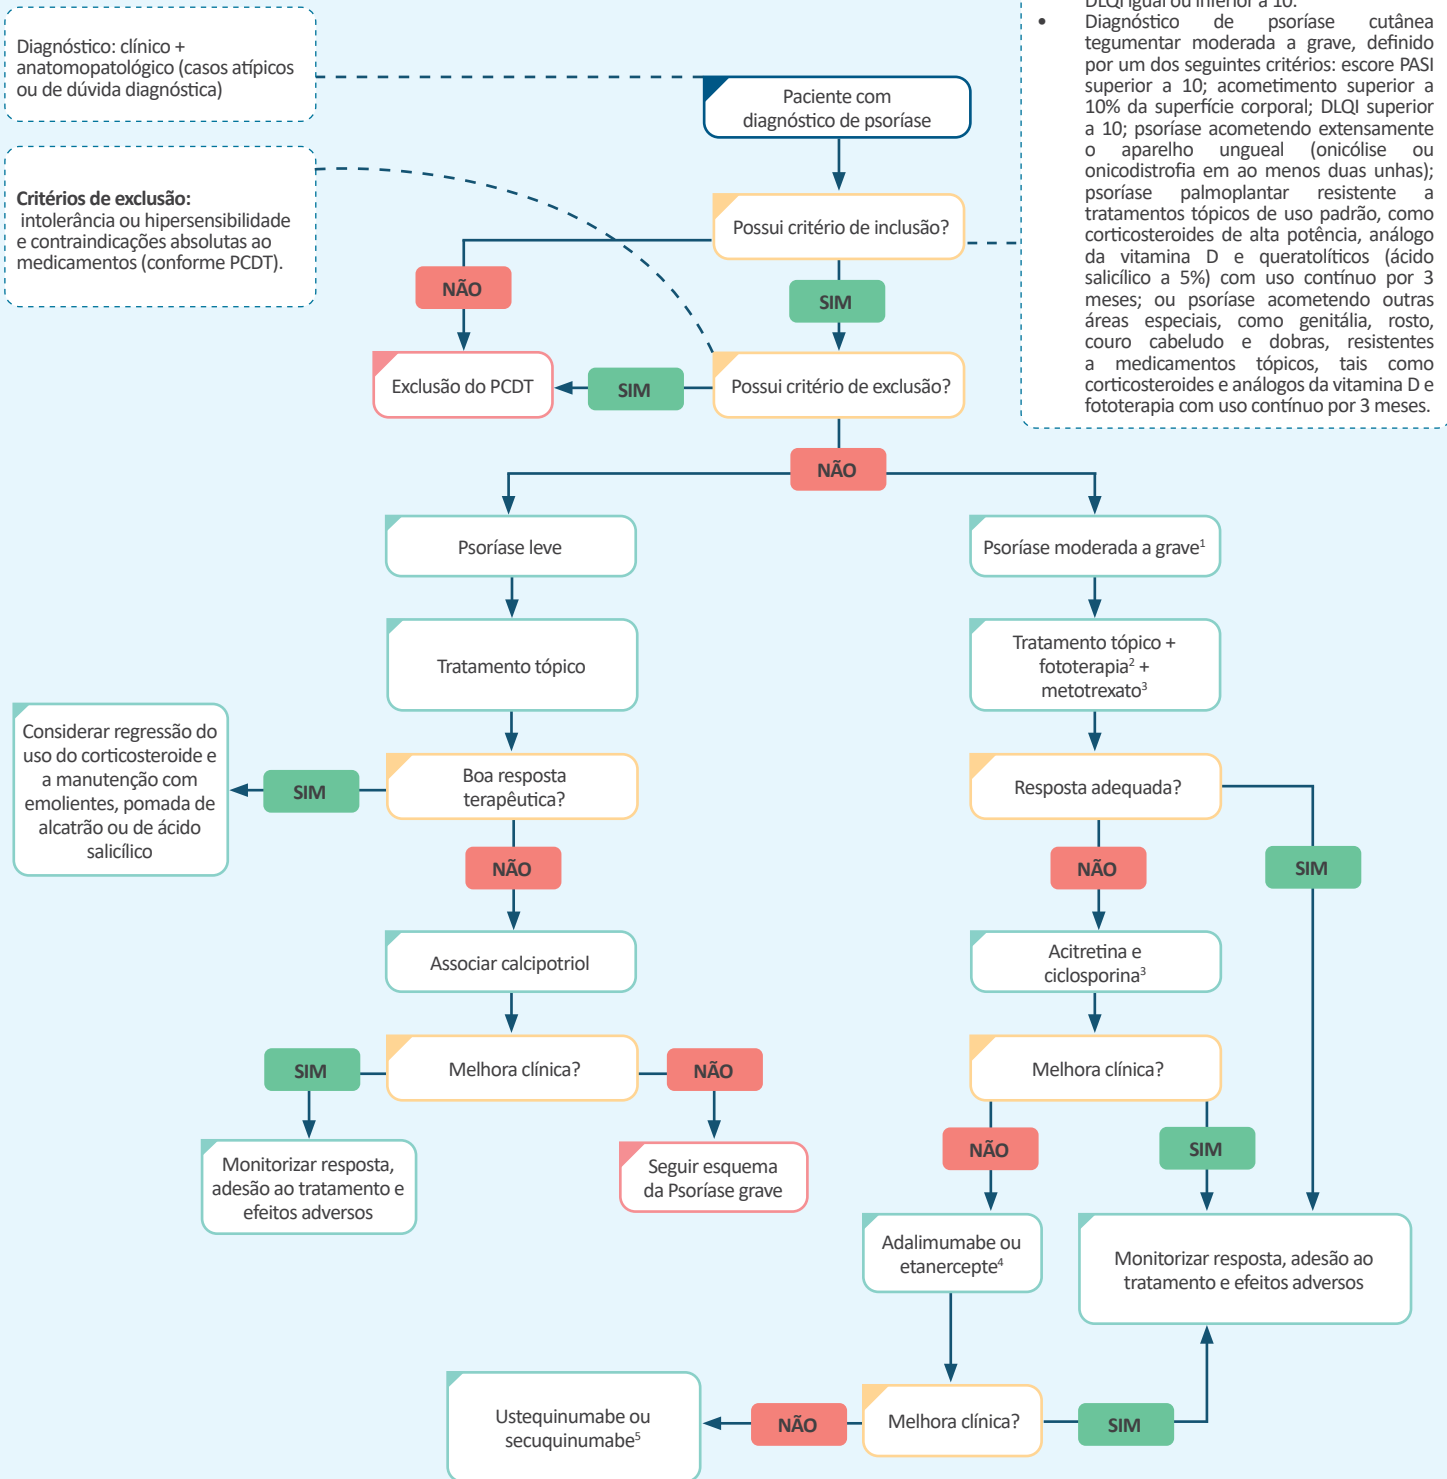 DLQI igual ou inferior a 10.
• Diagnóstico de psoríase cutânea
tegumentar moderada a grave, definido
por um dos seguintes critérios: escore PASI
superior a 10; acometimento superior a
10% da superfície corporal; DLQI superior
a 10; psoríase acometendo extensamente
o aparelho ungueal (onicólise ou
onicodistrofia em ao menos duas unhas);
psoríase palmoplantar resistente a
tratamentos tópicos de uso padrão, como
corticosteroides de alta potência, análogo
da vitamina D e queratolíticos (ácido
salicílico a 5%) com uso contínuo por 3
meses; ou psoríase acometendo outras
áreas especiais, como genitália, rosto,
couro cabeludo e dobras, resistentes
a medicamentos tópicos, tais como
corticosteroides e análogos da vitamina D e
fototerapia com uso contínuo por 3 meses.
Diagnóstico: clínico +
anatomopatológico (casos atípicos
ou de dúvida diagnóstica)
Paciente com
diagnóstico de psoríase
Critérios de exclusão:
intolerância ou hipersensibilidade
e contraindicações absolutas ao
medicamentos (conforme PCDT).
Possui critério de inclusão?
NÃO
SIM
Exclusão do PCDT
SIM
Possui critério de exclusão?
NÃO
Psoríase leve
Psoríase moderada a grave¹
Tratamento tópico
Tratamento tópico +
fototerapia² +
metotrexato³
Considerar regressão do
uso do corticosteroide e
a manutenção com
emolientes, pomada de
alcatrão ou de ácido
salicílico
SIM
Boa resposta
terapêutica?
Resposta adequada?
NÃO
NÃO
SIM
Associar calcipotriol
Acitretina e
ciclosporina³
SIM
Melhora clínica?
NÃO
Melhora clínica?
NÃO
SIM
Monitorizar resposta,
adesão ao tratamento e
efeitos adversos
Seguir esquema
da Psoríase grave
Adalimumabe ou
etanercepte⁴
Monitorizar resposta, adesão ao
tratamento e efeitos adversos
Ustequinumabe ou
secuquinumabe⁵
NÃO
Melhora clínica?
SIM